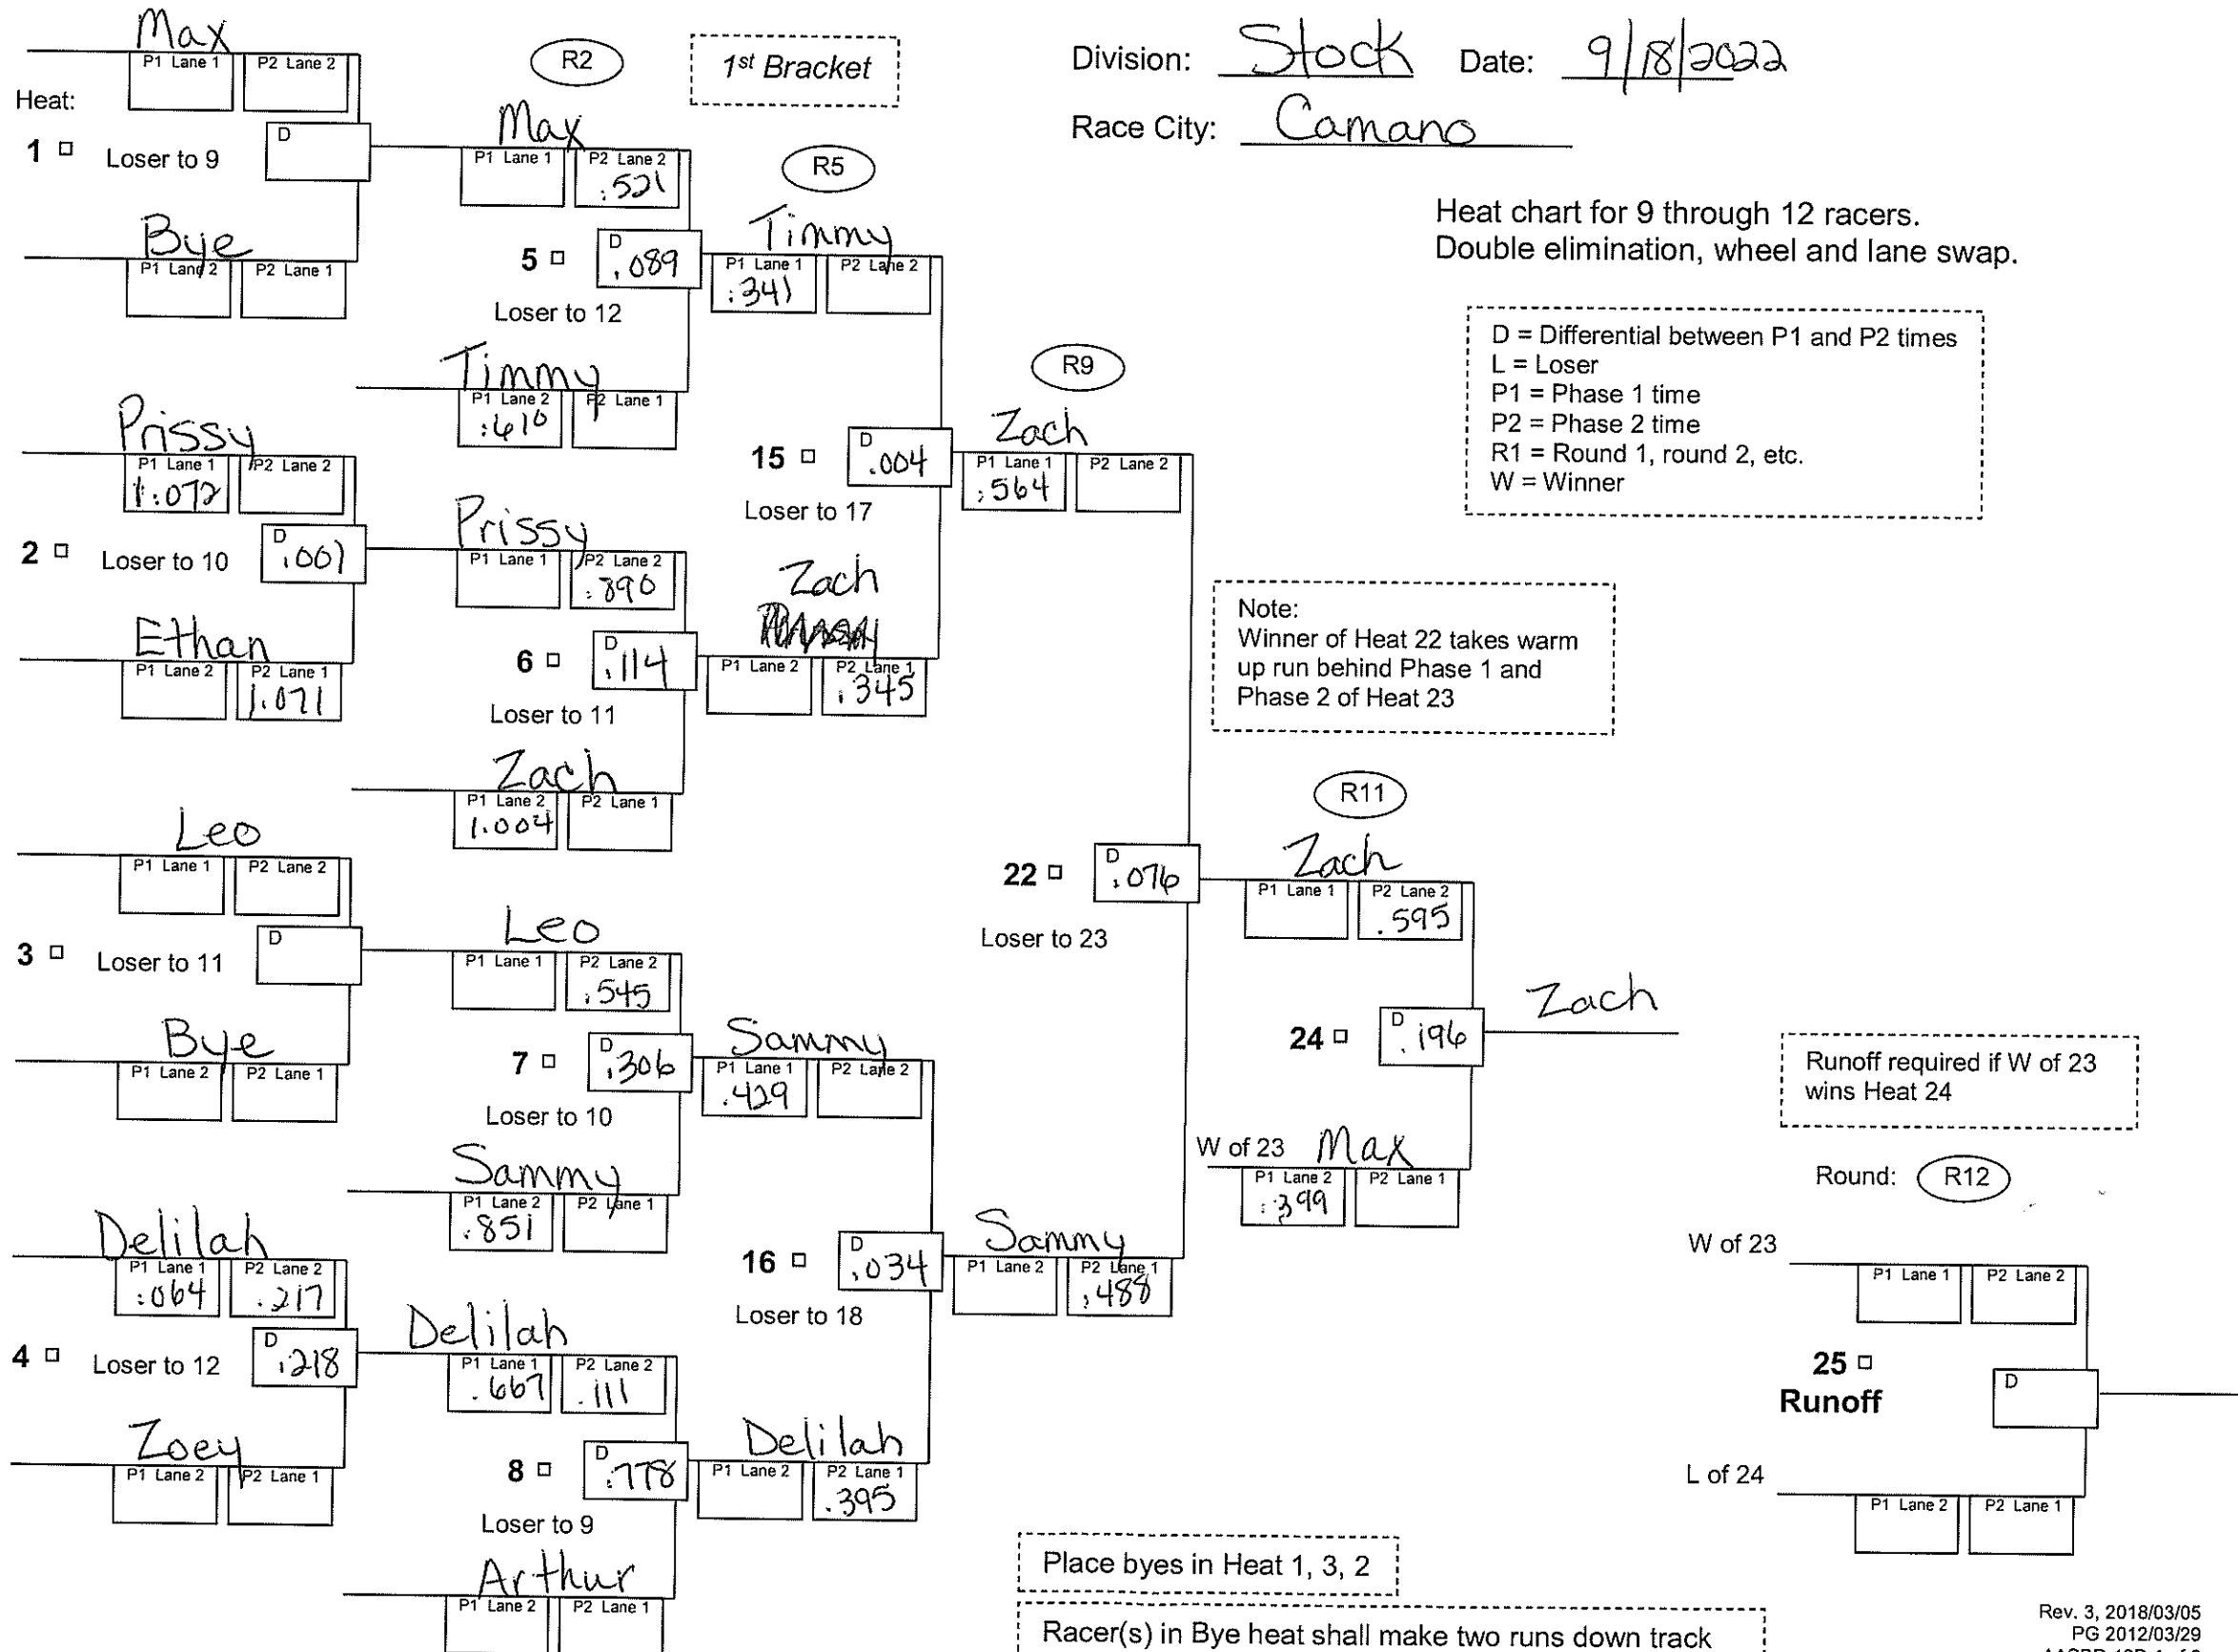 Division: Stock Date: 9/18/2022
Race City: Camano
1st Bracket
Heat chart for 9 through 12 racers.
Double elimination, wheel and lane swap.
D = Differential between P1 and P2 times
L = Loser
P1 = Phase 1 time
P2 = Phase 2 time
R1 = Round 1, round 2, etc.
W = Winner
Heat:
Max
P1 Lane 1 P2 Lane 2
1 Loser to 9 D
Bye
P1 Lane 2 P2 Lane 1
Prissy
P1 Lane 1 P2 Lane 2
1.072
2 Loser to 10 D .001
Ethan
P1 Lane 2 P2 Lane 1
1.071
Leo
P1 Lane 1 P2 Lane 2
3 Loser to 11 D
Bye
P1 Lane 2 P2 Lane 1
Delilah
P1 Lane 1 P2 Lane 2
:064 .217
4 Loser to 12 D .218
Zoey
P1 Lane 2 P2 Lane 1
R2
Max
P1 Lane 1 P2 Lane 2
.521
5 D .089
Loser to 12
Timmy
P1 Lane 2 P2 Lane 1
:610
Prissy
P1 Lane 1 P2 Lane 2
.890
6 D .114
Loser to 11
Zach
P1 Lane 2 P2 Lane 1
1.004
Leo
P1 Lane 1 P2 Lane 2
.545
7 D .306
Loser to 10
Sammy
P1 Lane 2 P2 Lane 1
.851
Delilah
P1 Lane 1 P2 Lane 2
.667 .111
8 D .778
Loser to 9
Arthur
P1 Lane 2 P2 Lane 1
R5
Timmy
P1 Lane 1 P2 Lane 2
:341
15 D .004
Loser to 17
Zach
P1 Lane 2 P2 Lane 1
.345
Sammy
P1 Lane 1 P2 Lane 2
.429
16 D .034
Loser to 18
Delilah
P1 Lane 2 P2 Lane 1
.395
R9
Zach
P1 Lane 1 P2 Lane 2
:564
22 D .076
Loser to 23
Sammy
P1 Lane 2 P2 Lane 1
.488
Note:
Winner of Heat 22 takes warm
up run behind Phase 1 and
Phase 2 of Heat 23
R11
Zach
P1 Lane 1 P2 Lane 2
.595
24 D .196
Zach
W of 23 Max
P1 Lane 2 P2 Lane 1
:399
Runoff required if W of 23
wins Heat 24
Round: R12
W of 23
P1 Lane 1 P2 Lane 2
25
Runoff
D
L of 24
P1 Lane 2 P2 Lane 1
Place byes in Heat 1, 3, 2
Racer(s) in Bye heat shall make two runs down track
Rev. 3, 2018/03/05
PG 2012/03/29